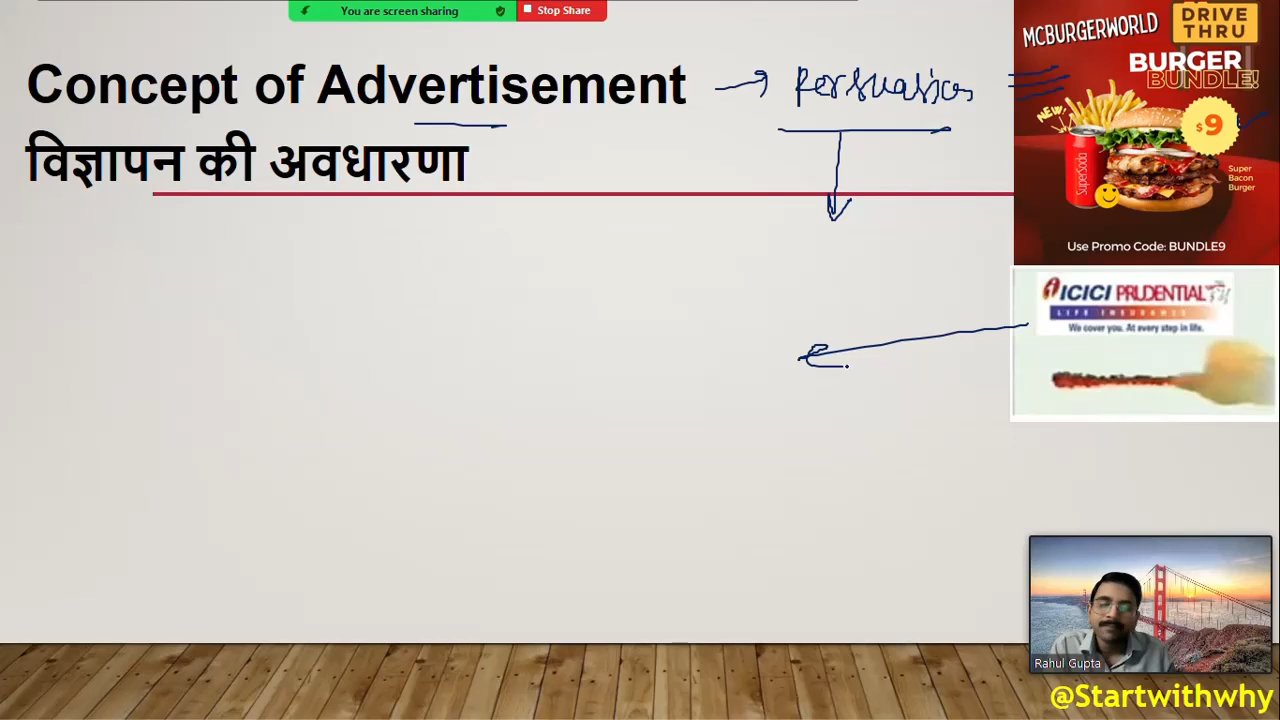 You are screen sharing
Stop Share
Concept of Advertisement
विज्ञापन की अवधारणा
Persuasion
MCBURGERWORLD
DRIVE
THRU
BURGER
BUNDLE!
NEW!
$9
SuperSoda
Super
Bacon
Burger
Use Promo Code: BUNDLE9
ICICI PRUDENTIAL
LIFE INSURANCE
We cover you. At every step in life.
Rahul Gupta
@Startwithwhy